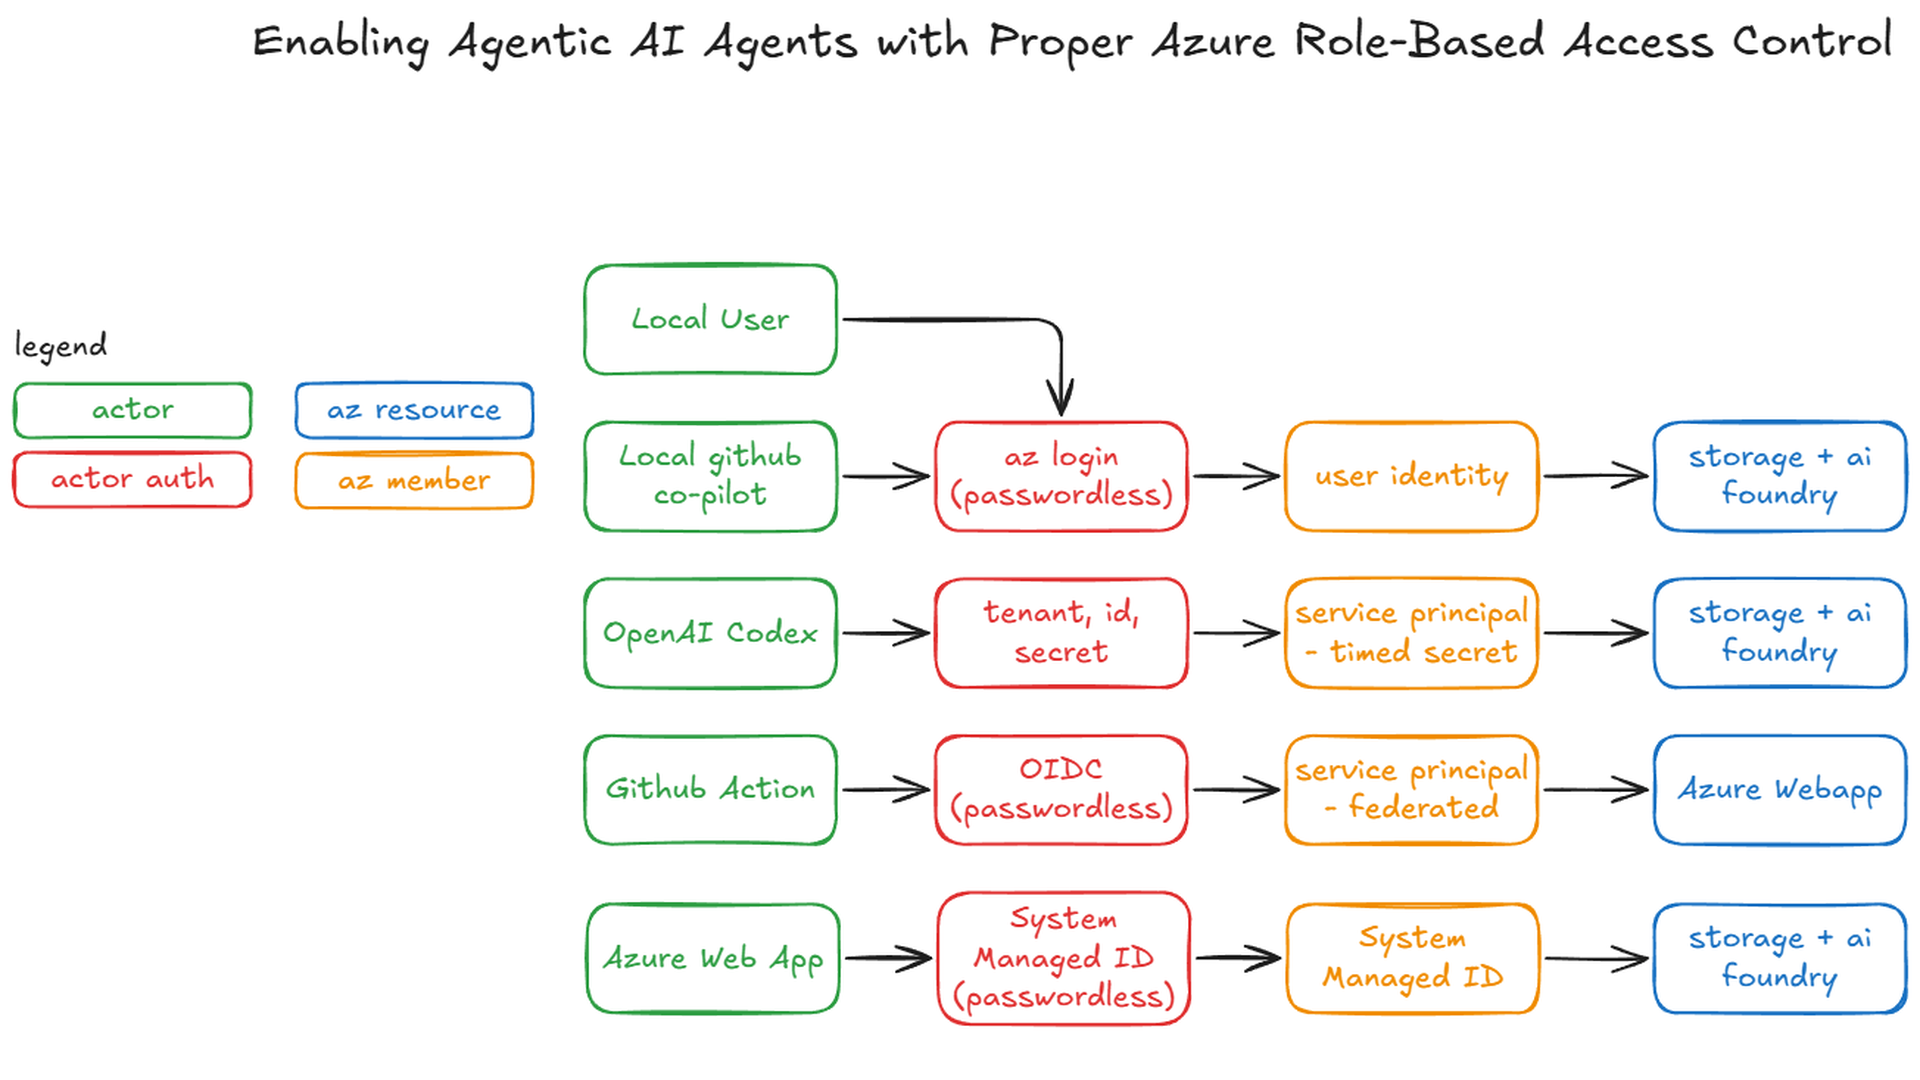 Enabling Agentic AI Agents with Proper Azure Role-Based Access Control
legend
actor
az resource
actor auth
az member
Local User
Local github
co-pilot
az login
(passwordless)
user identity
storage + ai
foundry
OpenAI Codex
tenant, id,
secret
service principal
- timed secret
storage + ai
foundry
Github Action
OIDC
(passwordless)
service principal
- federated
Azure Webapp
Azure Web App
System
Managed ID
(passwordless)
System
Managed ID
storage + ai
foundry